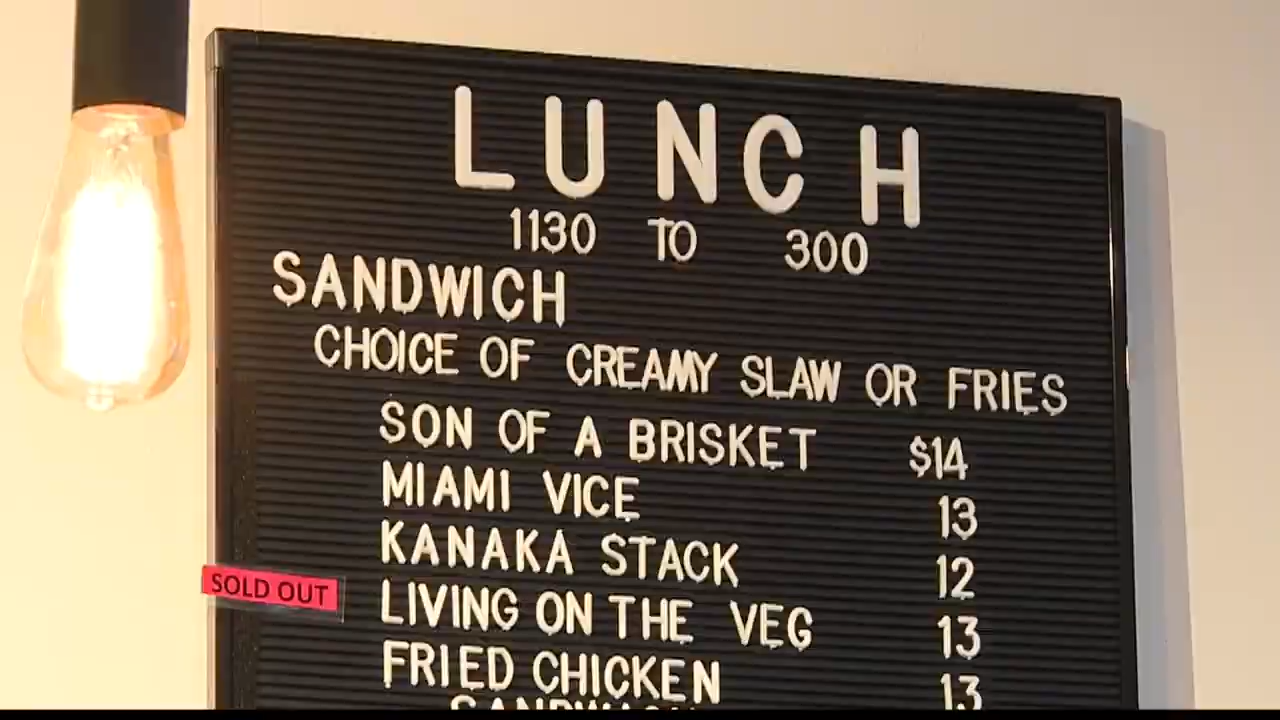 LUNCH
1130 TO 300
SANDWICH
CHOICE OF CREAMY SLAW OR FRIES
SON OF A BRISKET $14
MIAMI VICE 13
KANAKA STACK 12
SOLD OUT LIVING ON THE VEG 13
FRIED CHICKEN 13
SANDWICH